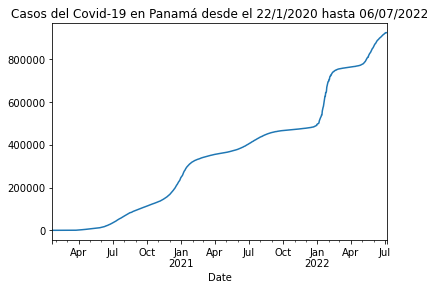 Casos del Covid-19 en Panamá desde el 22/1/2020 hasta 06/07/2022
800000
600000
400000
200000
0
Apr Jul Oct Jan Apr Jul Oct Jan Apr Jul
2021 2022
Date